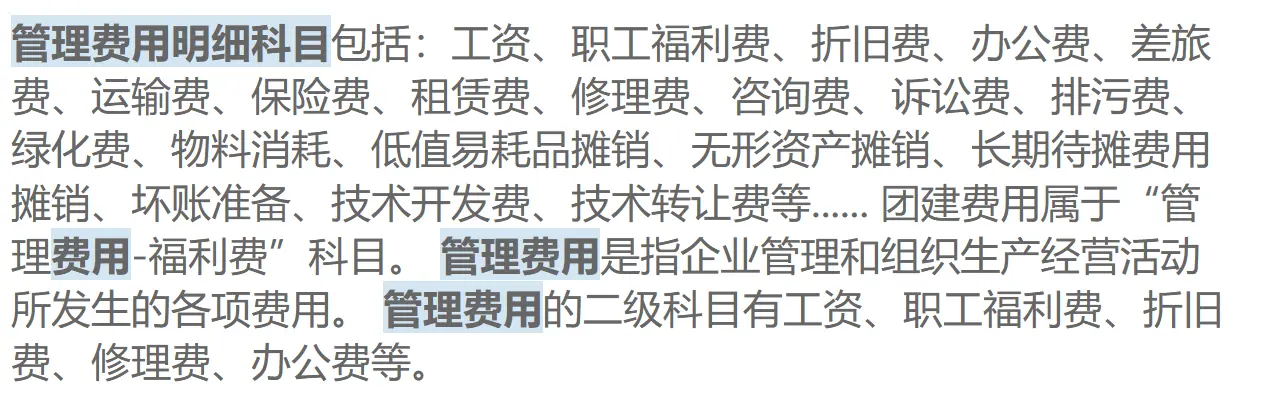 管理费用明细科目包括：工资、职工福利费、折旧费、办公费、差旅
费、运输费、保险费、租赁费、修理费、咨询费、诉讼费、排污费、
绿化费、物料消耗、低值易耗品摊销、无形资产摊销、长期待摊费用
摊销、坏账准备、技术开发费、技术转让费等...... 团建费用属于“管
理费用-福利费”科目。 管理费用是指企业管理和组织生产经营活动
所发生的各项费用。 管理费用的二级科目有工资、职工福利费、折旧
费、修理费、办公费等。